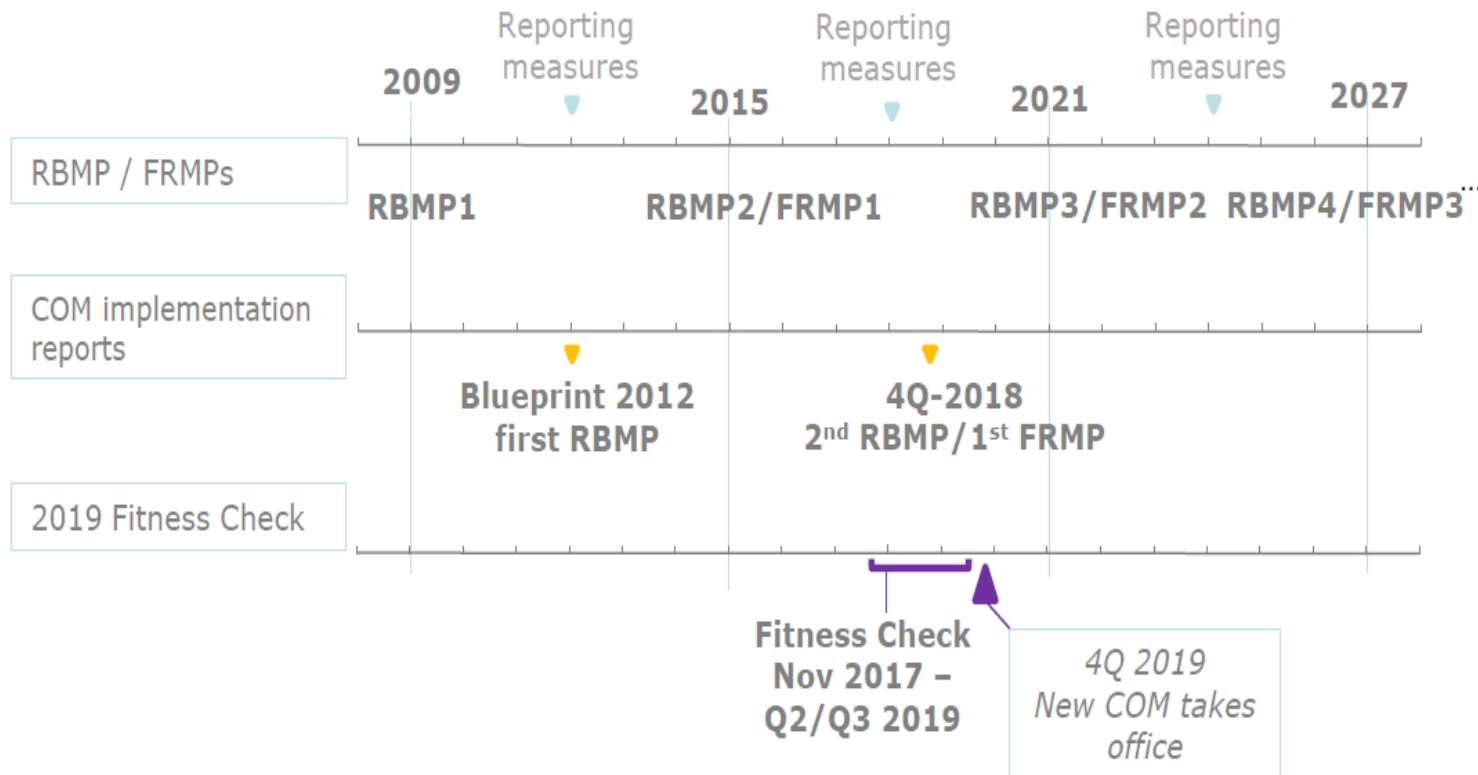 Reporting
measures
Reporting
measures
Reporting
measures
2009
2015
2021
2027
RBMP / FRMPs
RBMP1
RBMP2/FRMP1
RBMP3/FRMP2
RBMP4/FRMP3
...
COM implementation
reports
Blueprint 2012
first RBMP
4Q-2018
2nd RBMP/1st FRMP
2019 Fitness Check
Fitness Check
Nov 2017 –
Q2/Q3 2019
4Q 2019
New COM takes
office